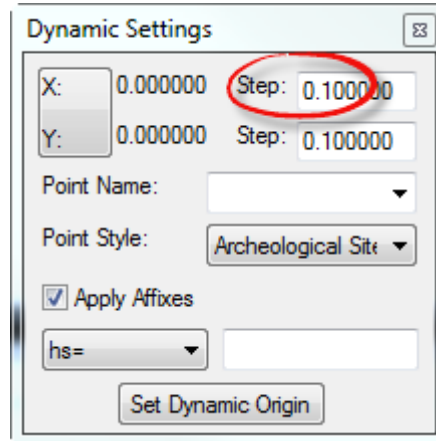 Dynamic Settings
X: 0.000000 Step: 0.100000
Y: 0.000000 Step: 0.100000
Point Name:
Point Style: Archeological Site
Apply Affixes
hs=
Set Dynamic Origin